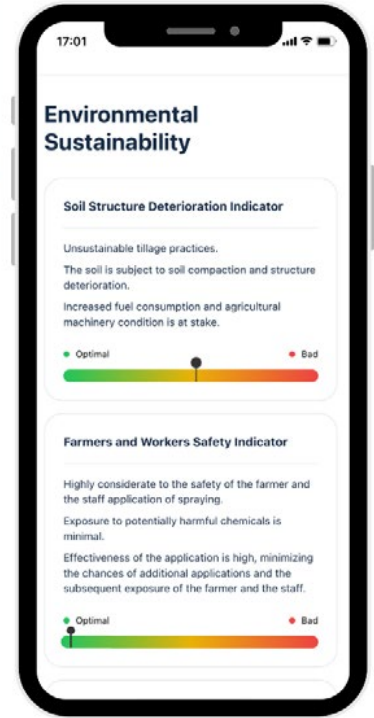 17:01
Environmental
Sustainability
Soil Structure Deterioration Indicator
Unsustainable tillage practices.
The soil is subject to soil compaction and structure
deterioration.
Increased fuel consumption and agricultural
machinery condition is at stake.
Optimal Bad
Farmers and Workers Safety Indicator
Highly considerate to the safety of the farmer and
the staff application of spraying.
Exposure to potentially harmful chemicals is
minimal.
Effectiveness of the application is high, minimizing
the chances of additional applications and the
subsequent exposure of the farmer and the staff.
Optimal Bad